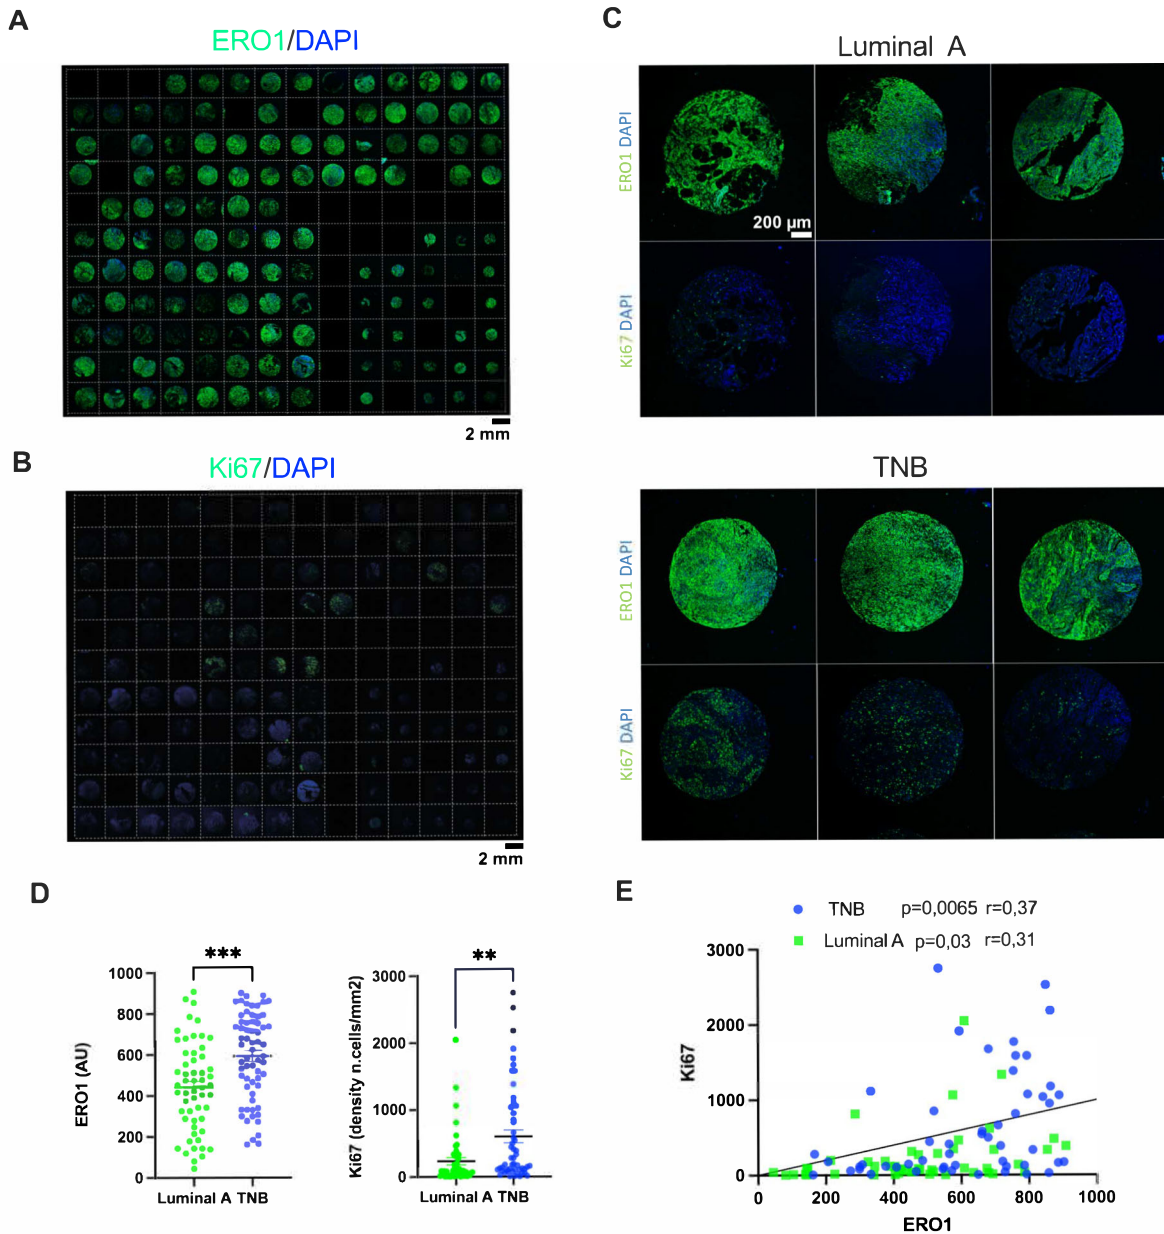 A
ERO1/DAPI
2 mm
B
Ki67/DAPI
2 mm
C
Luminal A
ERO1 DAPI
200 µm
Ki67 DAPI
TNB
ERO1 DAPI
Ki67 DAPI
D
***
1000
800
600
400
200
0
ERO1 (AU)
Luminal A TNB
**
3000
2000
1000
0
Ki67 (density n.cells/mm2)
Luminal A TNB
E
TNB p=0,0065 r=0,37
Luminal A p=0,03 r=0,31
3000
2000
1000
0
Ki67
0 200 400 600 800 1000
ERO1